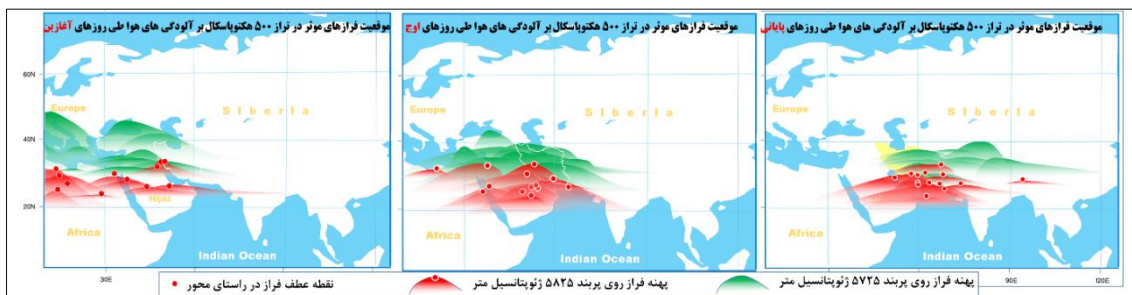 موقعیت فرازهای موثر در تراز ۵۰۰ هکتوپاسکال بر آلودگی های هوا طی روزهای آغازین
60N
Europe
Siberia
40N
20N
Hijaz
Africa
Indian Ocean
30E
موقعیت فرازهای موثر در تراز ۵۰۰ هکتوپاسکال بر آلودگی های هوا طی روزهای اوج
Europe
Siberia
Africa
Indian Ocean
موقعیت فرازهای موثر در تراز ۵۰۰ هکتوپاسکال بر آلودگی های هوا طی روزهای پایانی
60N
Europe
Siberia
40N
20N
Africa
Indian Ocean
90E
120E
پهنه فراز روی پربند ۵۷۲۵ ژئوپتانسیل متر
پهنه فراز روی پربند ۵۸۲۵ ژئوپتانسیل متر
نقطه عطف فراز در راستای محور